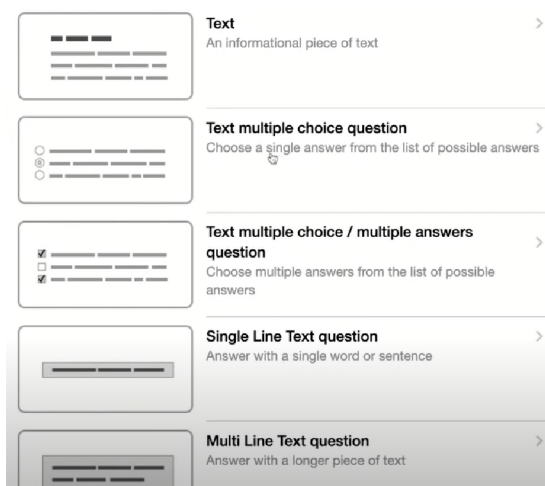 Text
An informational piece of text
Text multiple choice question
Choose a single answer from the list of possible answers
Text multiple choice / multiple answers
question
Choose multiple answers from the list of possible
answers
Single Line Text question
Answer with a single word or sentence
Multi Line Text question
Answer with a longer piece of text